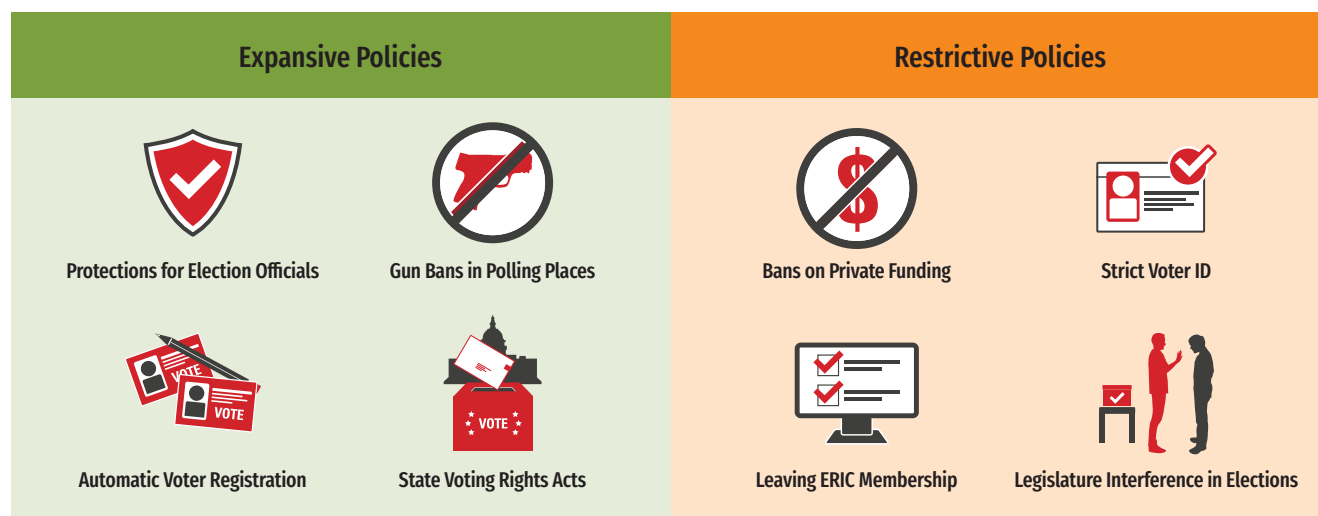 Expansive Policies
Restrictive Policies
Protections for Election Officials
Gun Bans in Polling Places
Bans on Private Funding
Strict Voter ID
VOTE
VOTE
VOTE
Automatic Voter Registration
State Voting Rights Acts
Leaving ERIC Membership
Legislature Interference in Elections